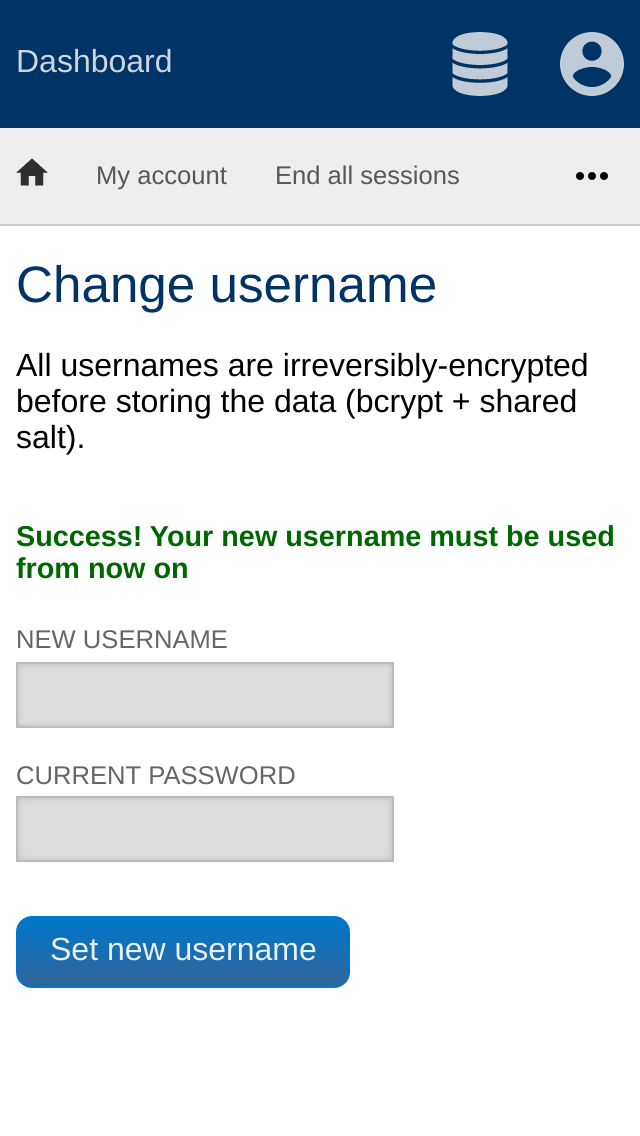 Dashboard
My account End all sessions
Change username
All usernames are irreversibly-encrypted
before storing the data (bcrypt + shared
salt).
Success! Your new username must be used
from now on
NEW USERNAME
CURRENT PASSWORD
Set new username